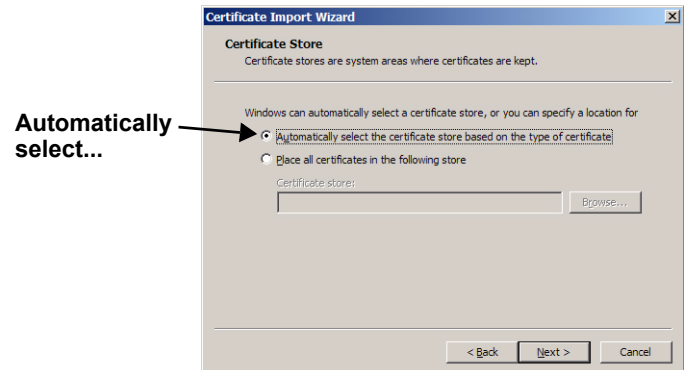 Certificate Import Wizard
Certificate Store
Certificate stores are system areas where certificates are kept.
Windows can automatically select a certificate store, or you can specify a location for
Automatically
select...
Automatically select the certificate store based on the type of certificate
Place all certificates in the following store
Certificate store:
Browse...
< Back
Next >
Cancel